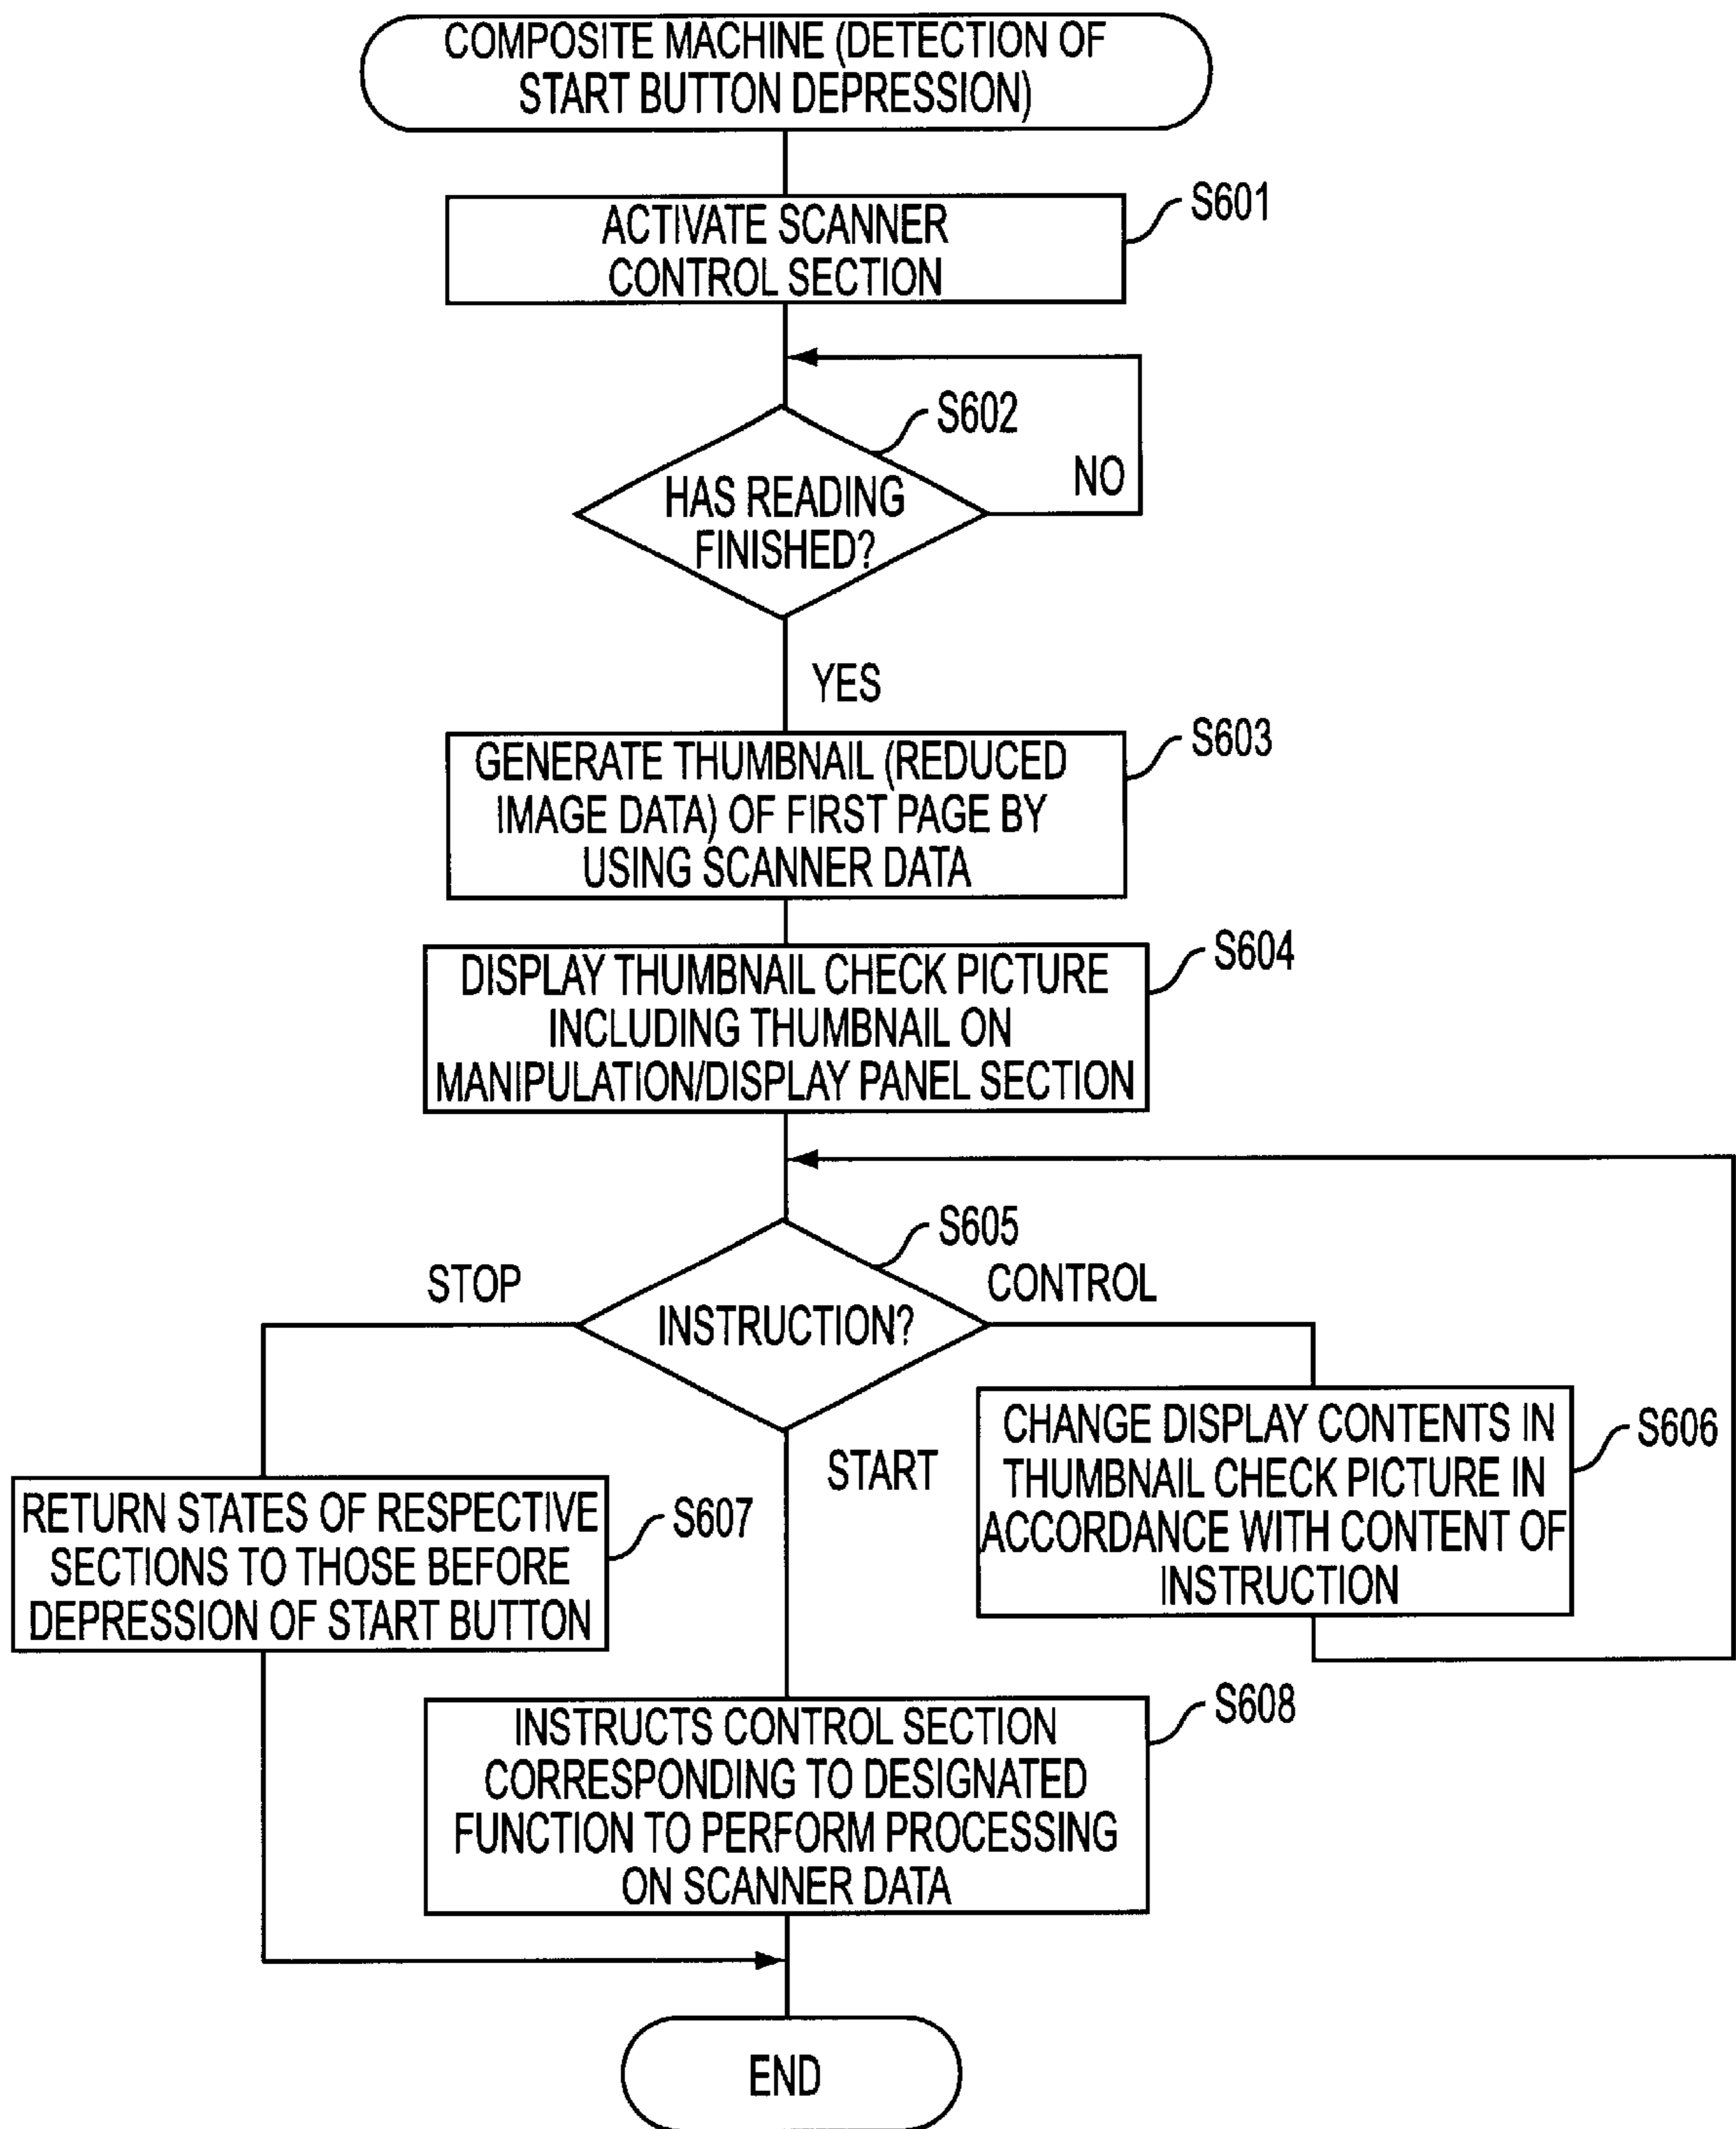 COMPOSITE MACHINE (DETECTION OF
START BUTTON DEPRESSION)
S601
ACTIVATE SCANNER
CONTROL SECTION
S602
NO
HAS READING
FINISHED?
YES
S603
GENERATE THUMBNAIL (REDUCED
IMAGE DATA) OF FIRST PAGE BY
USING SCANNER DATA
S604
DISPLAY THUMBNAIL CHECK PICTURE
INCLUDING THUMBNAIL ON
MANIPULATION/DISPLAY PANEL SECTION
S605
STOP
CONTROL
INSTRUCTION?
START
S606
CHANGE DISPLAY CONTENTS IN
THUMBNAIL CHECK PICTURE IN
ACCORDANCE WITH CONTENT OF
INSTRUCTION
S607
RETURN STATES OF RESPECTIVE
SECTIONS TO THOSE BEFORE
DEPRESSION OF START BUTTON
S608
INSTRUCTS CONTROL SECTION
CORRESPONDING TO DESIGNATED
FUNCTION TO PERFORM PROCESSING
ON SCANNER DATA
END